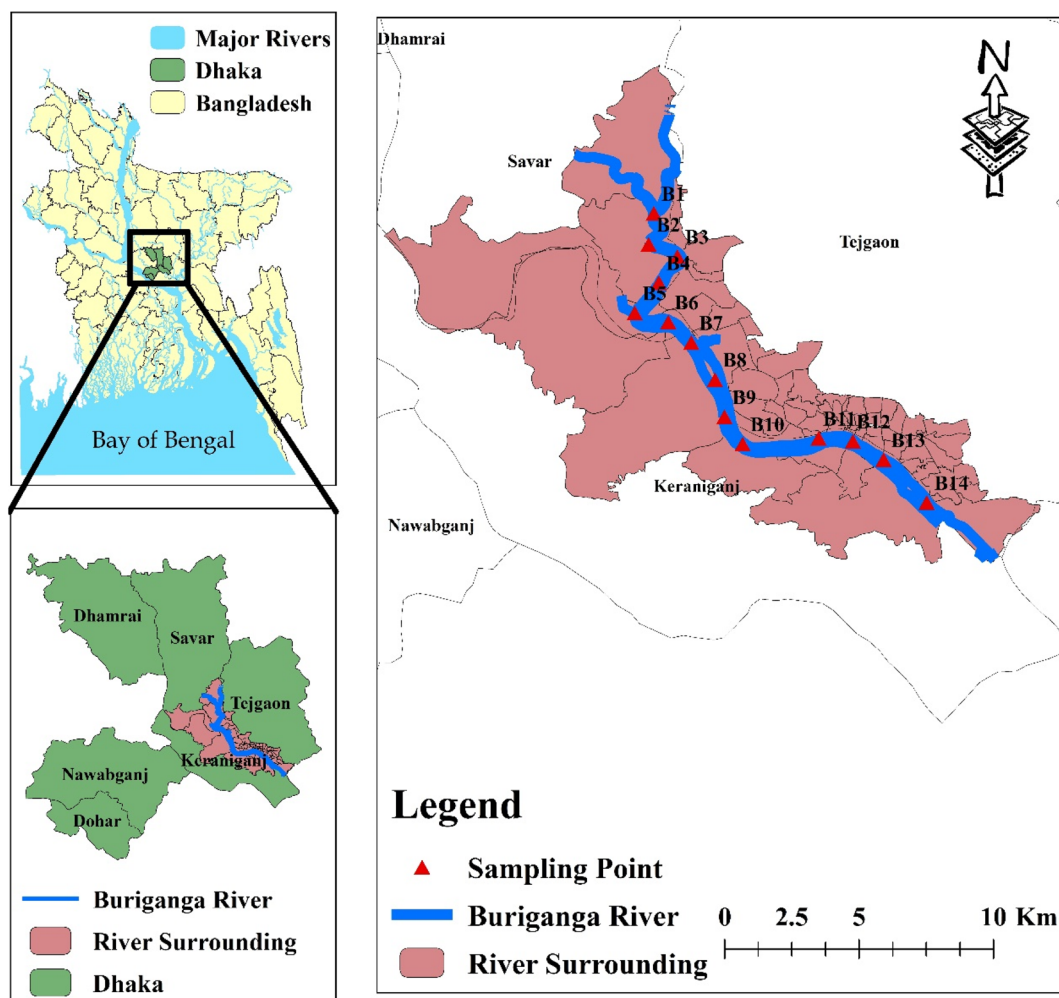 Major Rivers
Dhaka
Bangladesh
Bay of Bengal
Dhamrai
Savar
Tejgaon
Keraniganj
Nawabganj
Dohar
Buriganga River
River Surrounding
Dhaka
Dhamrai
N
Savar
B1
B2
B3
Tejgaon
B4
B5
B6
B7
B8
B9
B10
B11
B12
B13
Keraniganj
B14
Nawabganj
Legend
Sampling Point
Buriganga River
River Surrounding
0 2.5 5 10 Km